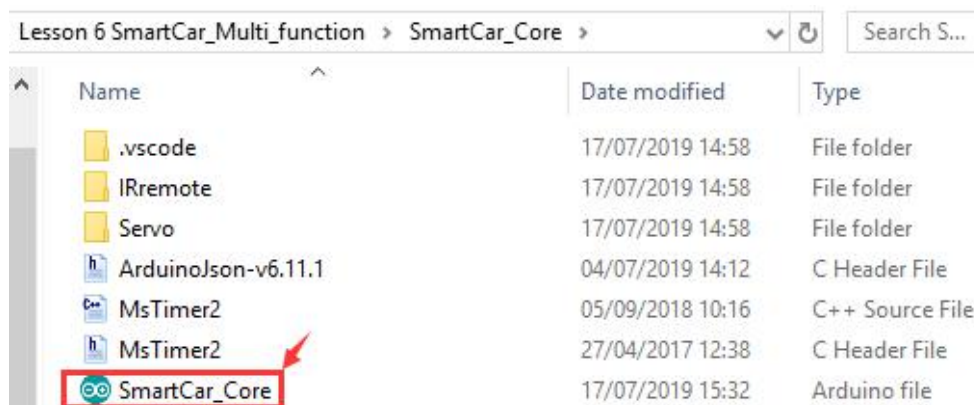 Lesson 6 SmartCar_Multi_function > SmartCar_Core > Search S...
Name Date modified Type
.vscode 17/07/2019 14:58 File folder
IRremote 17/07/2019 14:58 File folder
Servo 17/07/2019 14:58 File folder
ArduinoJson-v6.11.1 04/07/2019 14:12 C Header File
MsTimer2 05/09/2018 10:16 C++ Source File
MsTimer2 27/04/2017 12:38 C Header File
SmartCar_Core 17/07/2019 15:32 Arduino file